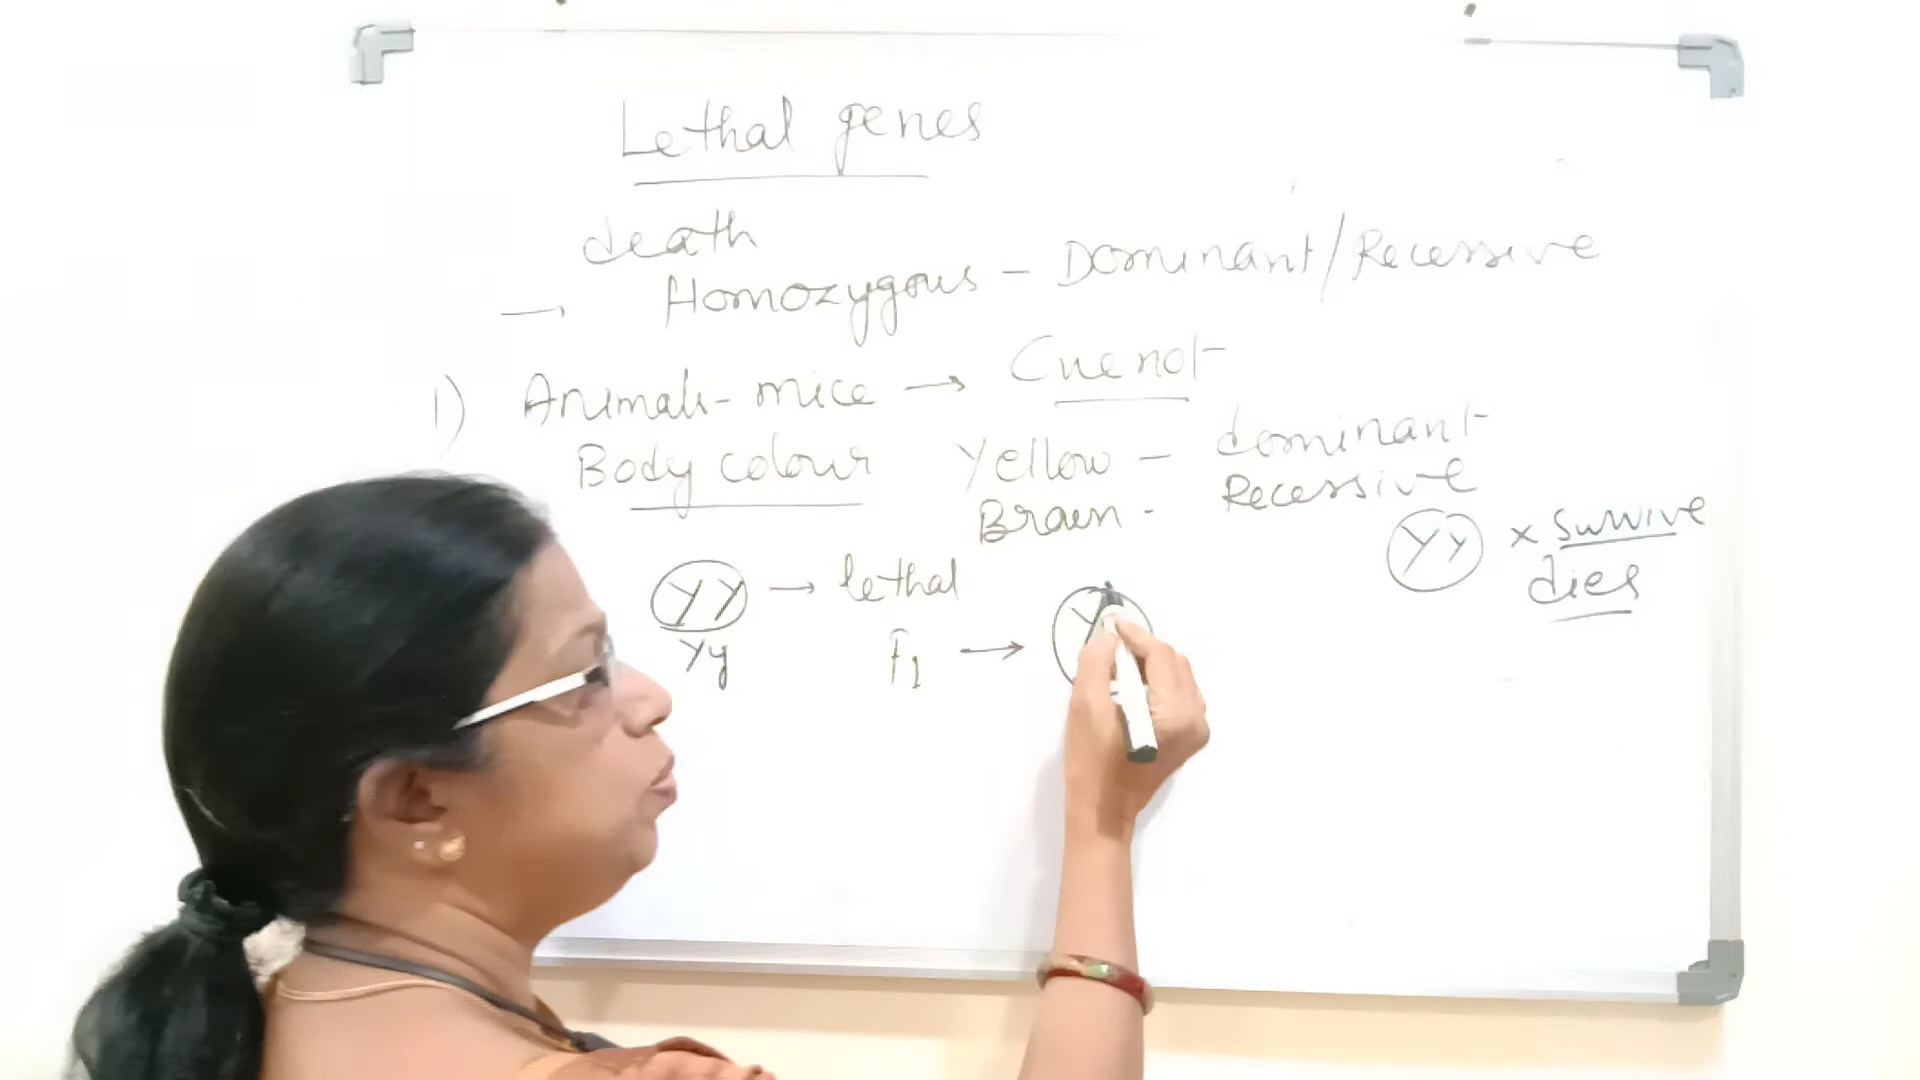 Lethal genes
death
→ Homozygous - Dominant/Recessive
1) Animals - mice → Cuenot
Body colour Yellow - dominant
Brown - Recessive
YY → lethal
Yy
F1 →
YY × survive
dies